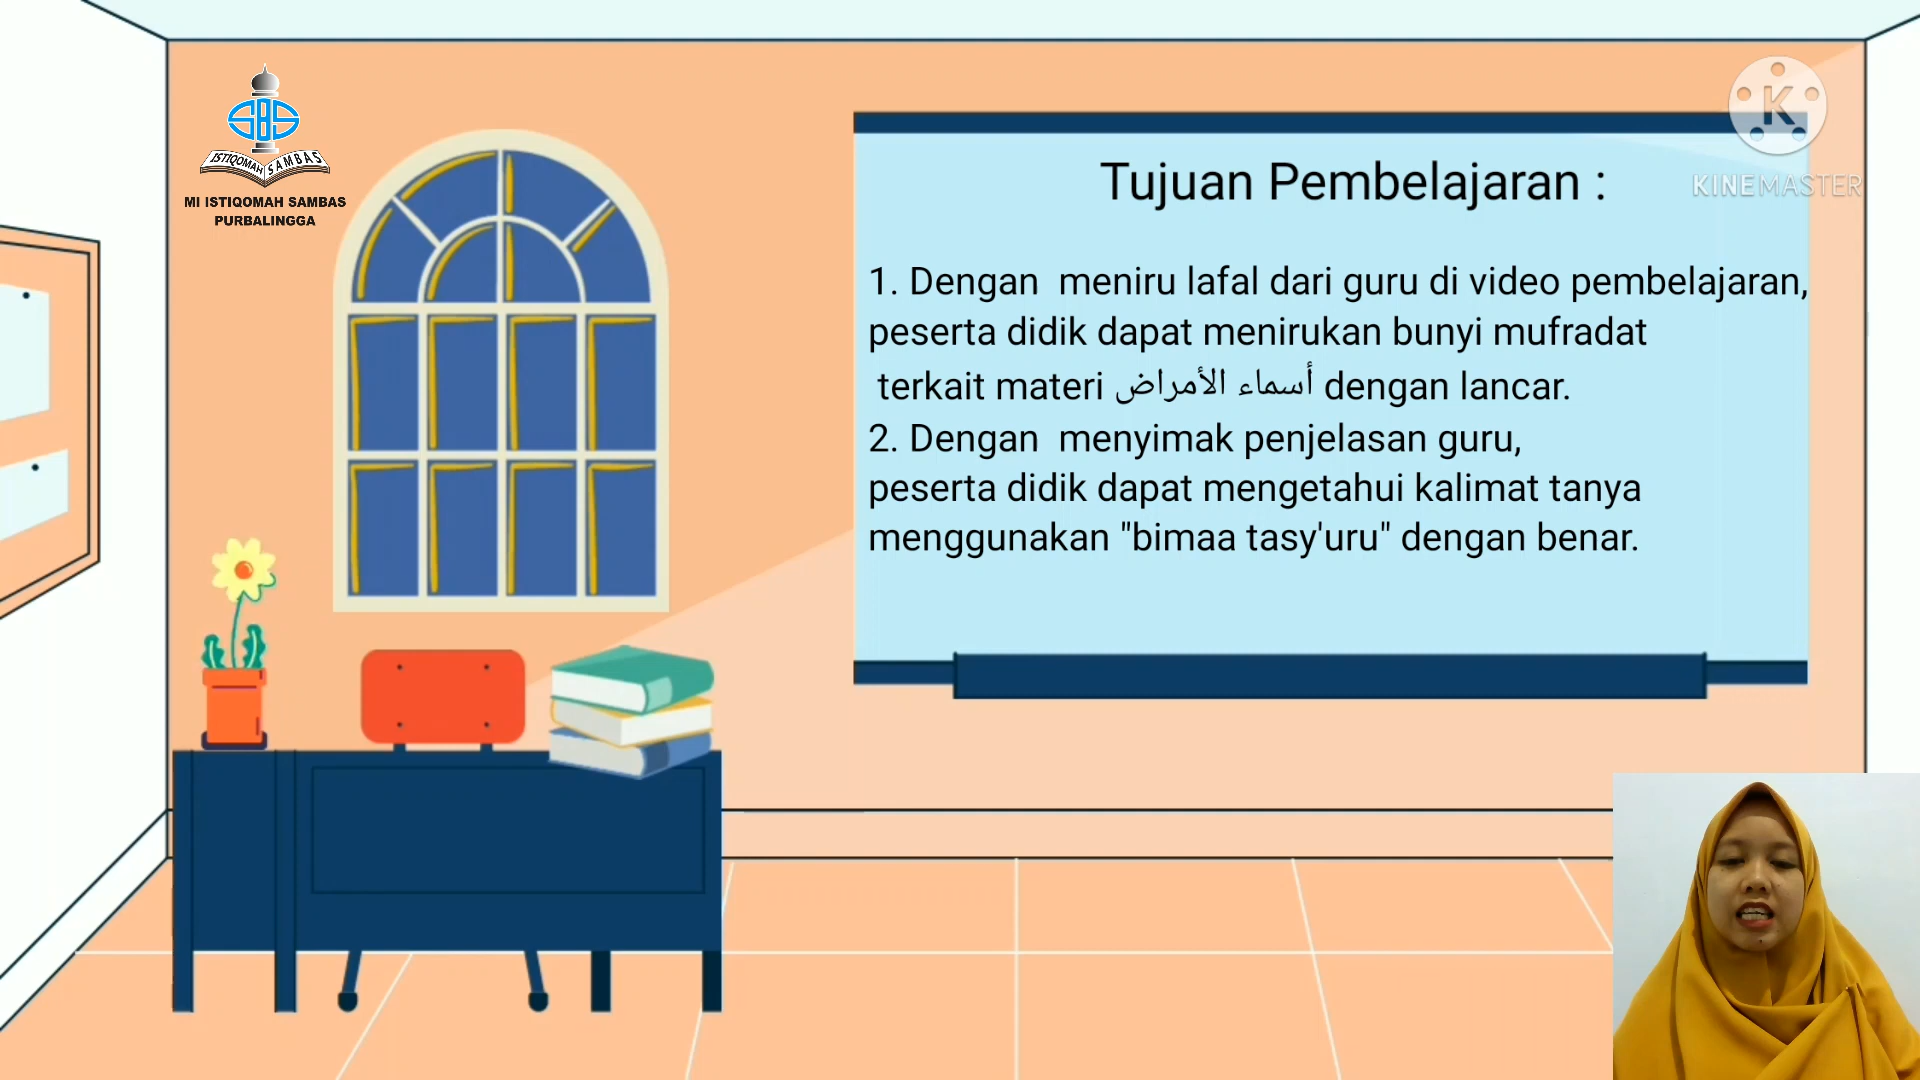 SBS
ISTIQOMAH SAMBAS
MI ISTIQOMAH SAMBAS
PURBALINGGA
K
KINEMASTER
Tujuan Pembelajaran :
1. Dengan  meniru lafal dari guru di video pembelajaran,
peserta didik dapat menirukan bunyi mufradat
terkait materi أسماء الأمراض dengan lancar.
2. Dengan  menyimak penjelasan guru,
peserta didik dapat mengetahui kalimat tanya
menggunakan "bimaa tasy'uru" dengan benar.